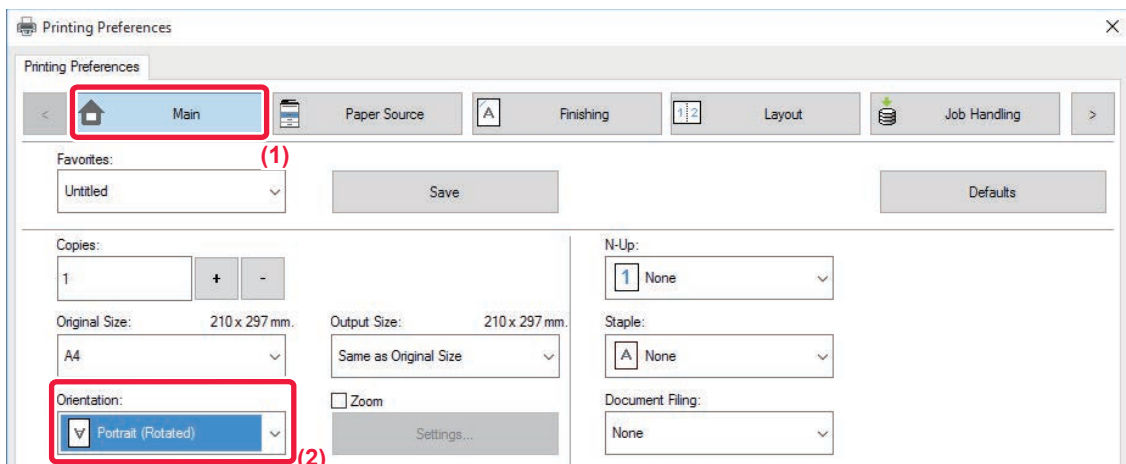 Printing Preferences
Printing Preferences
< Main Paper Source A Finishing 1 2 Layout Job Handling >
(1)
Favorites:
Untitled Save Defaults
Copies: N-Up:
1 + - 1 None
Original Size: 210 x 297 mm. Output Size: 210 x 297 mm. Staple:
A4 Same as Original Size A None
Orientation: Zoom Document Filing:
A Portrait (Rotated) Settings... None
(2)